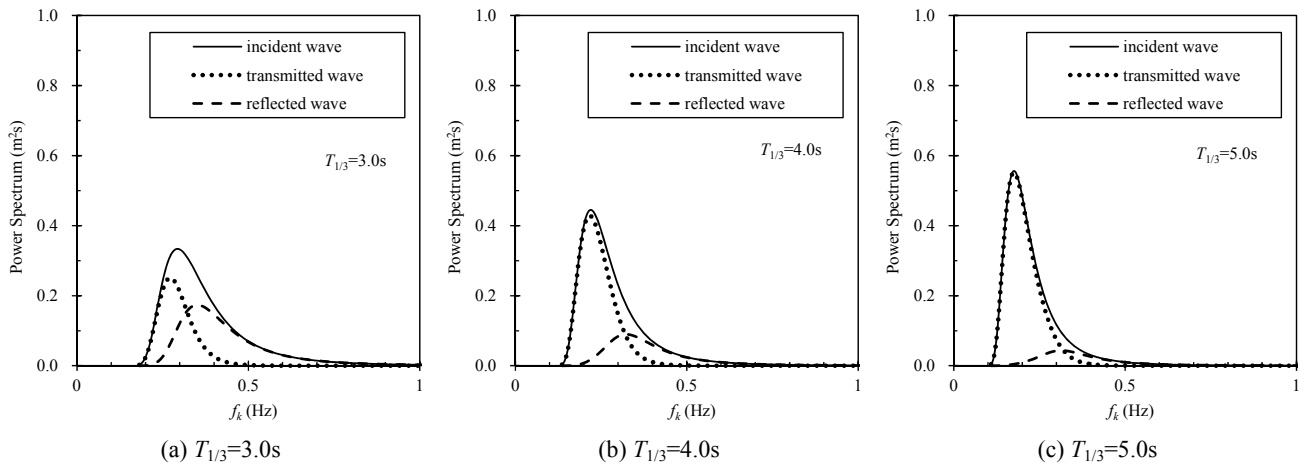 1.0
0.8
0.6
0.4
0.2
0.0
Power Spectrum (m²s)
incident wave
transmitted wave
reflected wave
T1/3=3.0s
0
0.5
1
fk (Hz)
(a) T1/3=3.0s
1.0
0.8
0.6
0.4
0.2
0.0
Power Spectrum (m²s)
incident wave
transmitted wave
reflected wave
T1/3=4.0s
0
0.5
1
fk (Hz)
(b) T1/3=4.0s
1.0
0.8
0.6
0.4
0.2
0.0
Power Spectrum (m²s)
incident wave
transmitted wave
reflected wave
T1/3=5.0s
0
0.5
1
fk (Hz)
(c) T1/3=5.0s